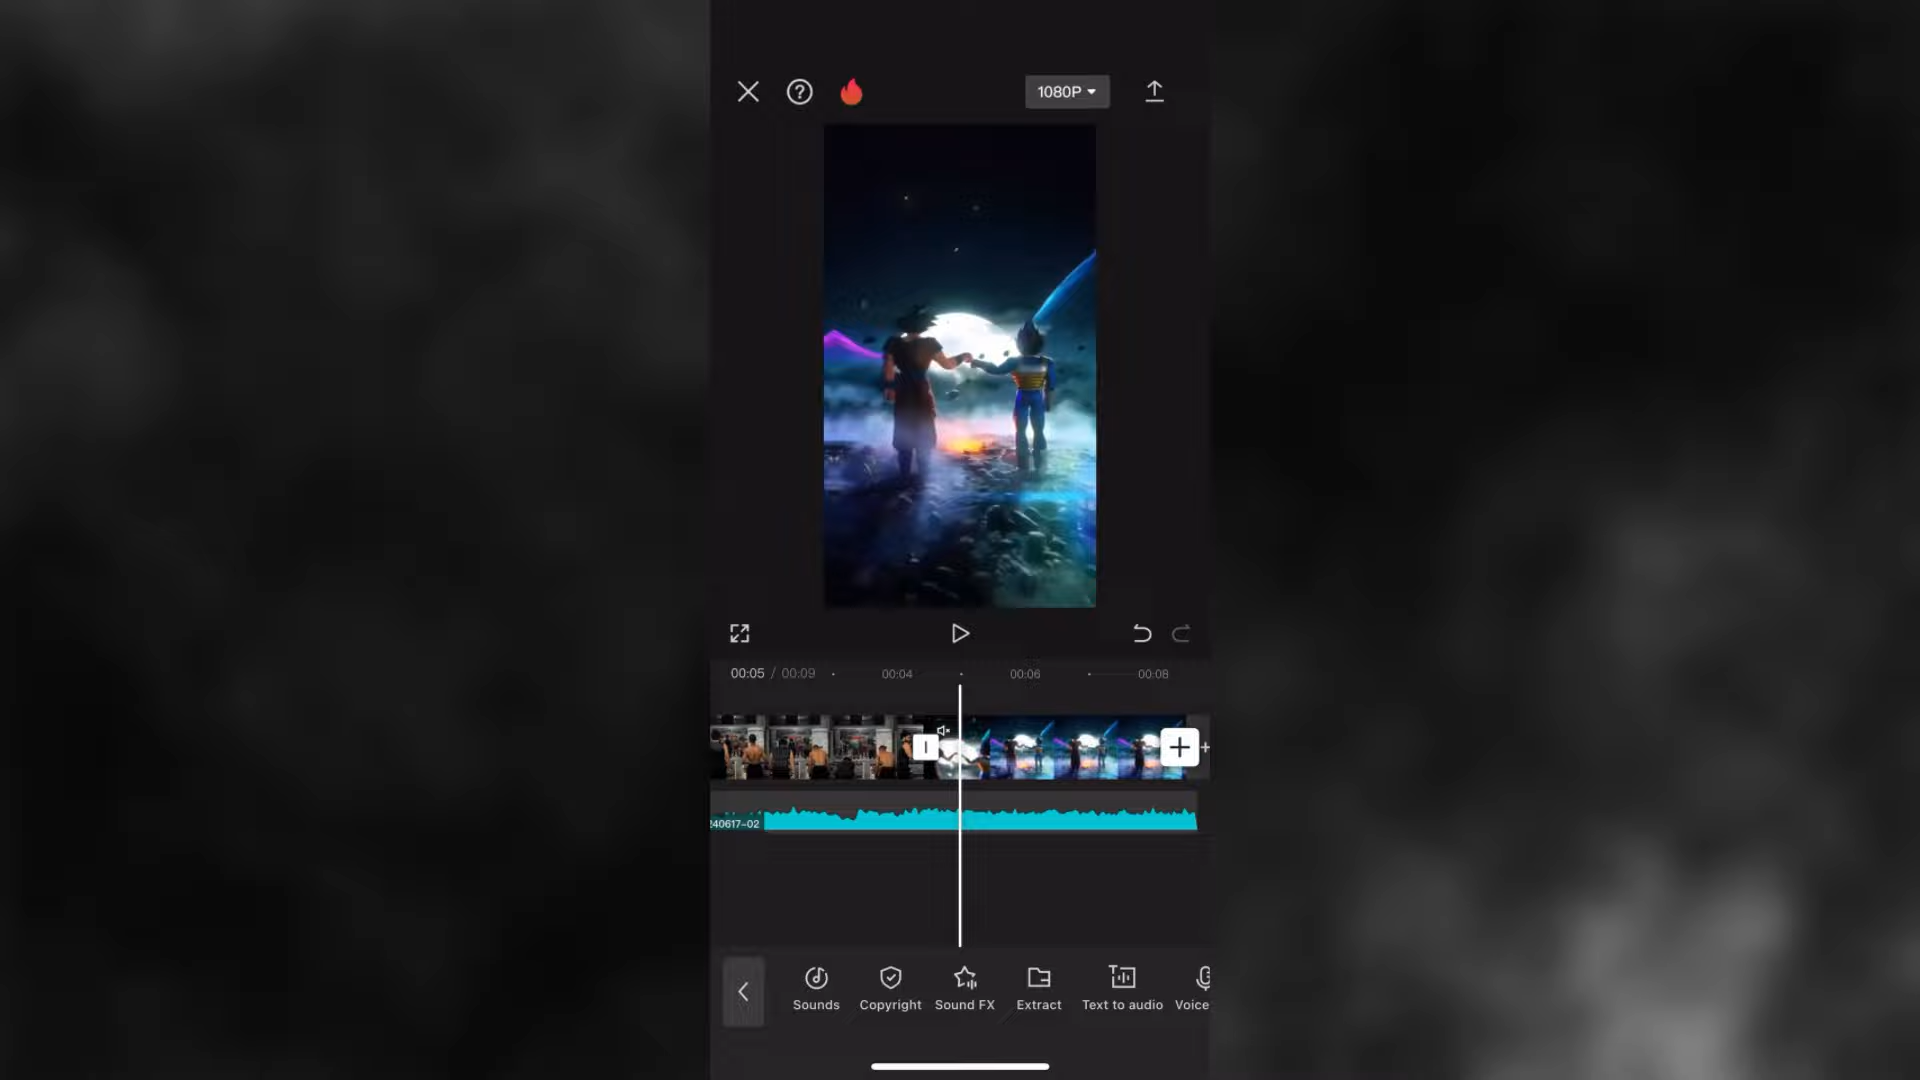 1080P
00:05 / 00:09
00:04
00:06
00:08
240617-02
Sounds
Copyright
Sound FX
Extract
Text to audio
Voice